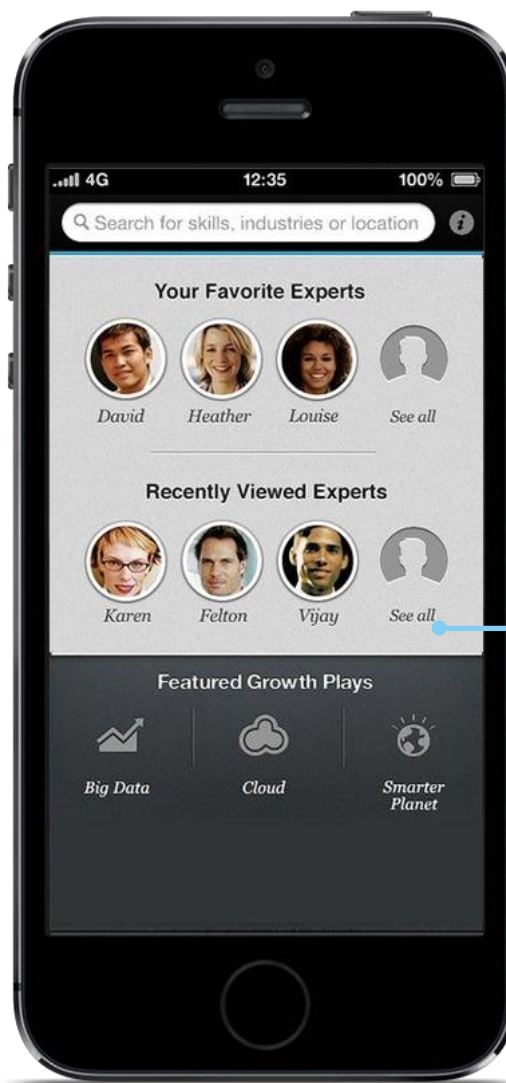 4G 12:35 100%
Search for skills, industries or location
Your Favorite Experts
David Heather Louise See all
Recently Viewed Experts
Karen Felton Vijay See all
Featured Growth Plays
Big Data Cloud Smarter
Planet